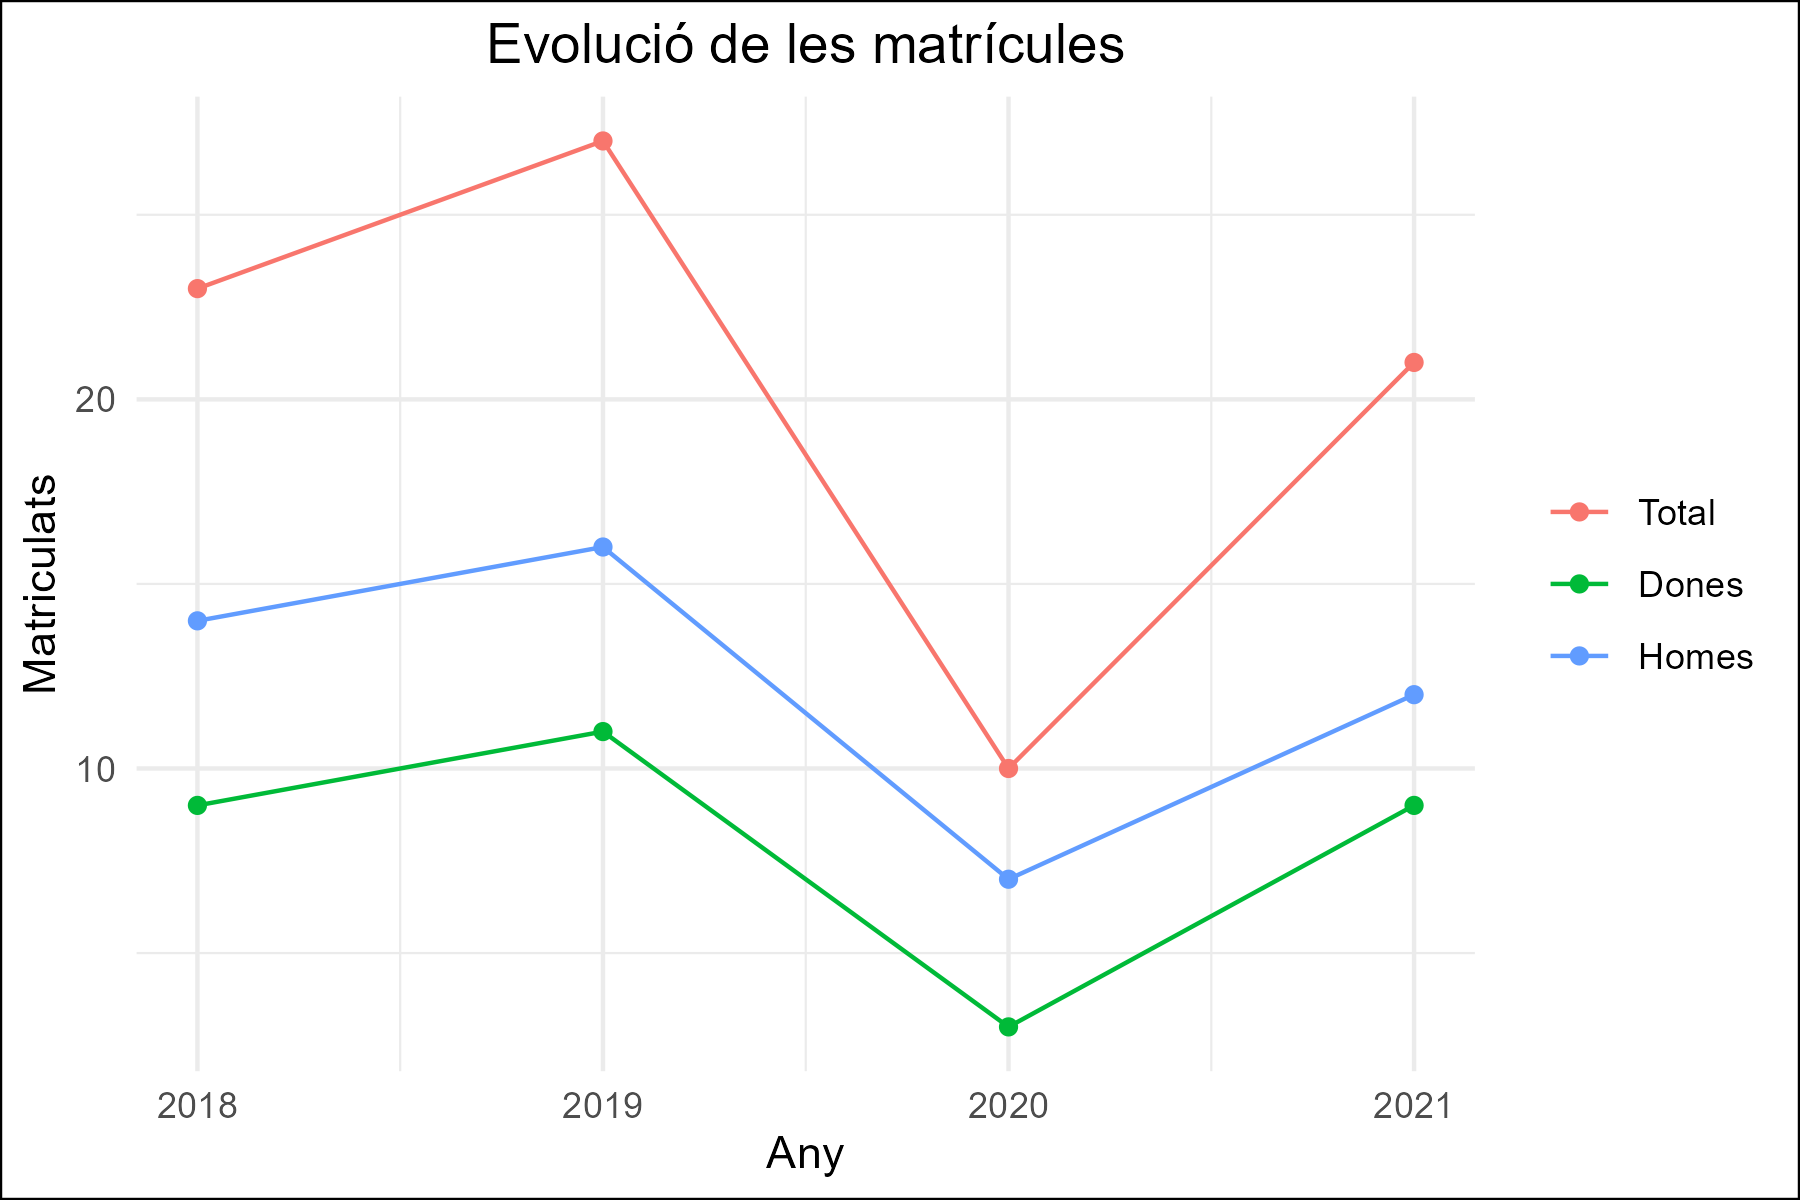 Evolució de les matrícules
20
10
Matriculats
2018 2019 2020 2021
Any
Total
Dones
Homes